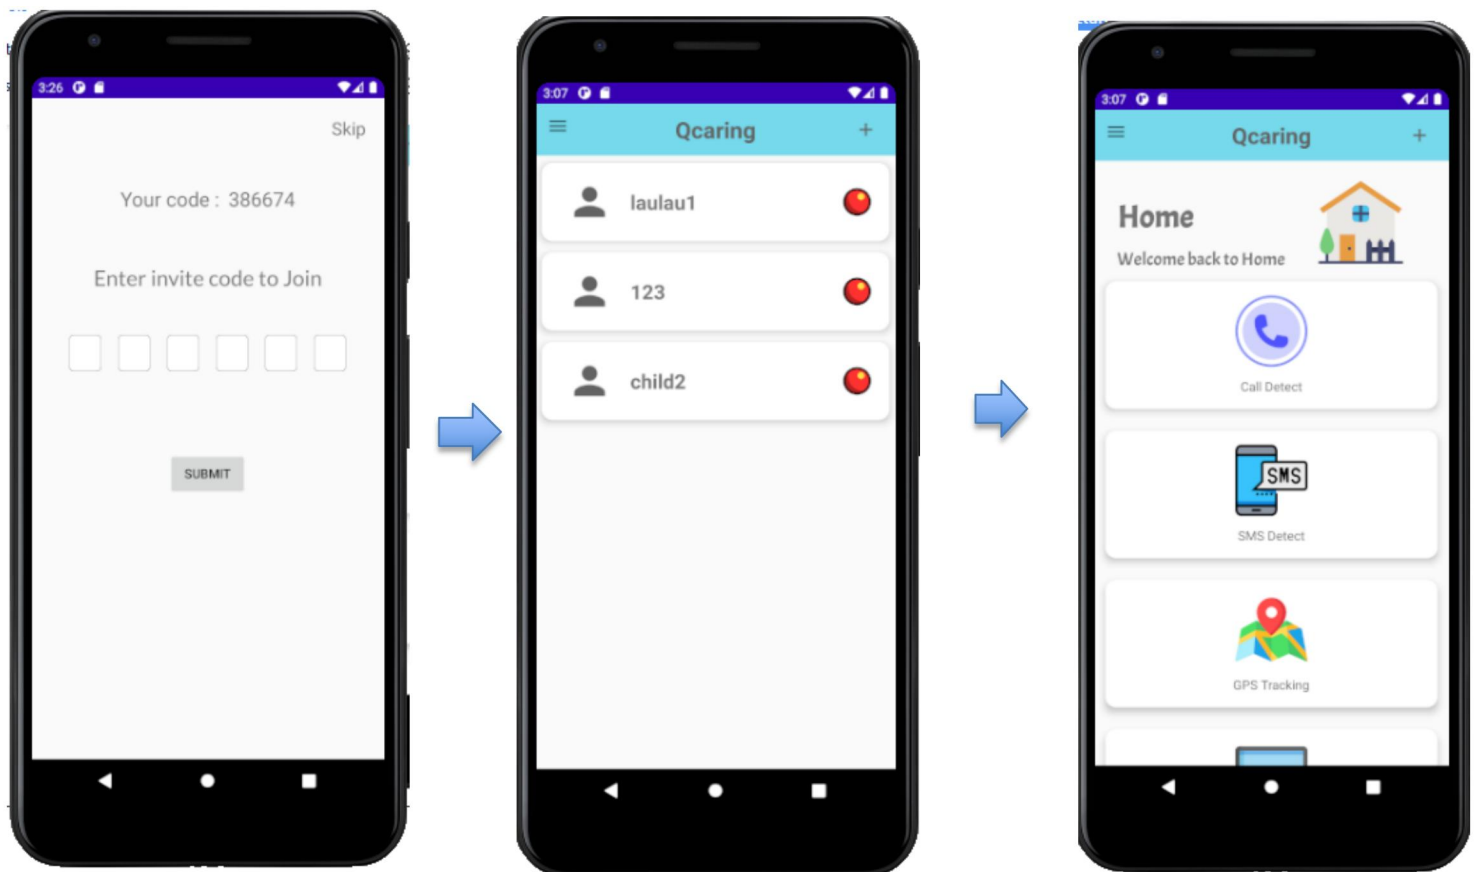 3:26
Skip
Your code : 386674
Enter invite code to Join
SUBMIT
3:07
Qcaring
+
laulau1
123
child2
3:07
Qcaring
+
Home
Welcome back to Home
Call Detect
SMS
SMS Detect
GPS Tracking